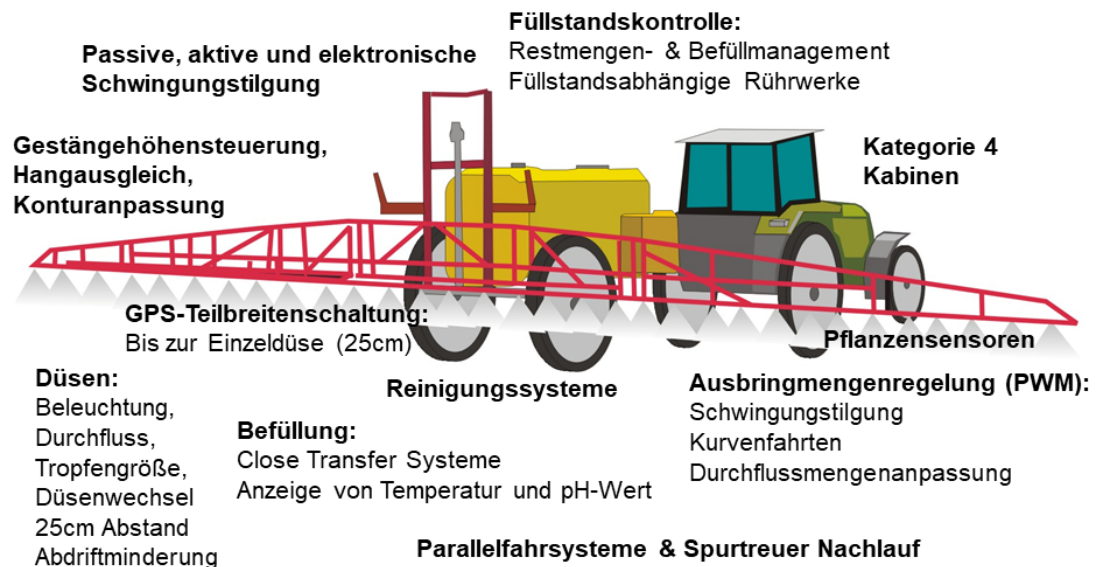 Füllstandskontrolle:
Restmengen- & Befüllmanagement
Füllstandsabhängige Rührwerke
Passive, aktive und elektronische
Schwingungstilgung
Gestängehöhensteuerung,
Hangausgleich,
Konturanpassung
Kategorie 4
Kabinen
GPS-Teilbreitenschaltung:
Bis zur Einzeldüse (25cm)
Pflanzensensoren
Reinigungssysteme
Düsen:
Beleuchtung,
Durchfluss,
Tropfengröße,
Düsenwechsel
25cm Abstand
Abdriftminderung
Befüllung:
Close Transfer Systeme
Anzeige von Temperatur und pH-Wert
Ausbringmengenregelung (PWM):
Schwingungstilgung
Kurvenfahrten
Durchflussmengenanpassung
Parallelfahrsysteme & Spurtreuer Nachlauf